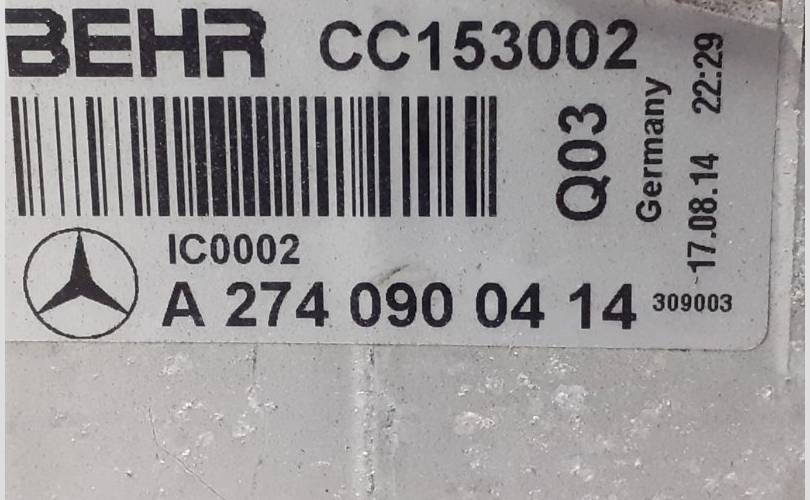 BEHR CC153002
Q03
Germany
17.08.14 22:29
IC0002
A 274 090 04 14 309003